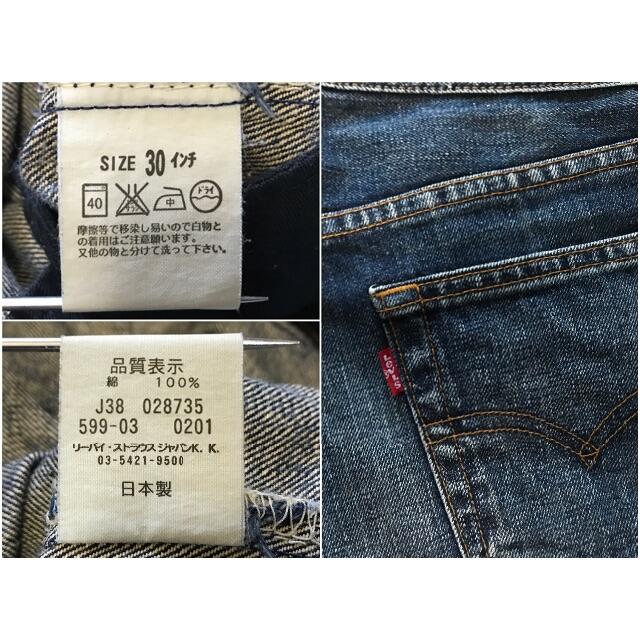 SIZE 30 インチ
40 サラシ 中 ドライ
摩擦等で移染し易いので白物と
の着用はご注意願います。
又他の物と分けて洗って下さい。
品質表示
綿 100%
J38 028735
599-03 0201
リーバイ・ストラウス ジャパンK. K.
03-5421-9500
日本製
LEVI'S